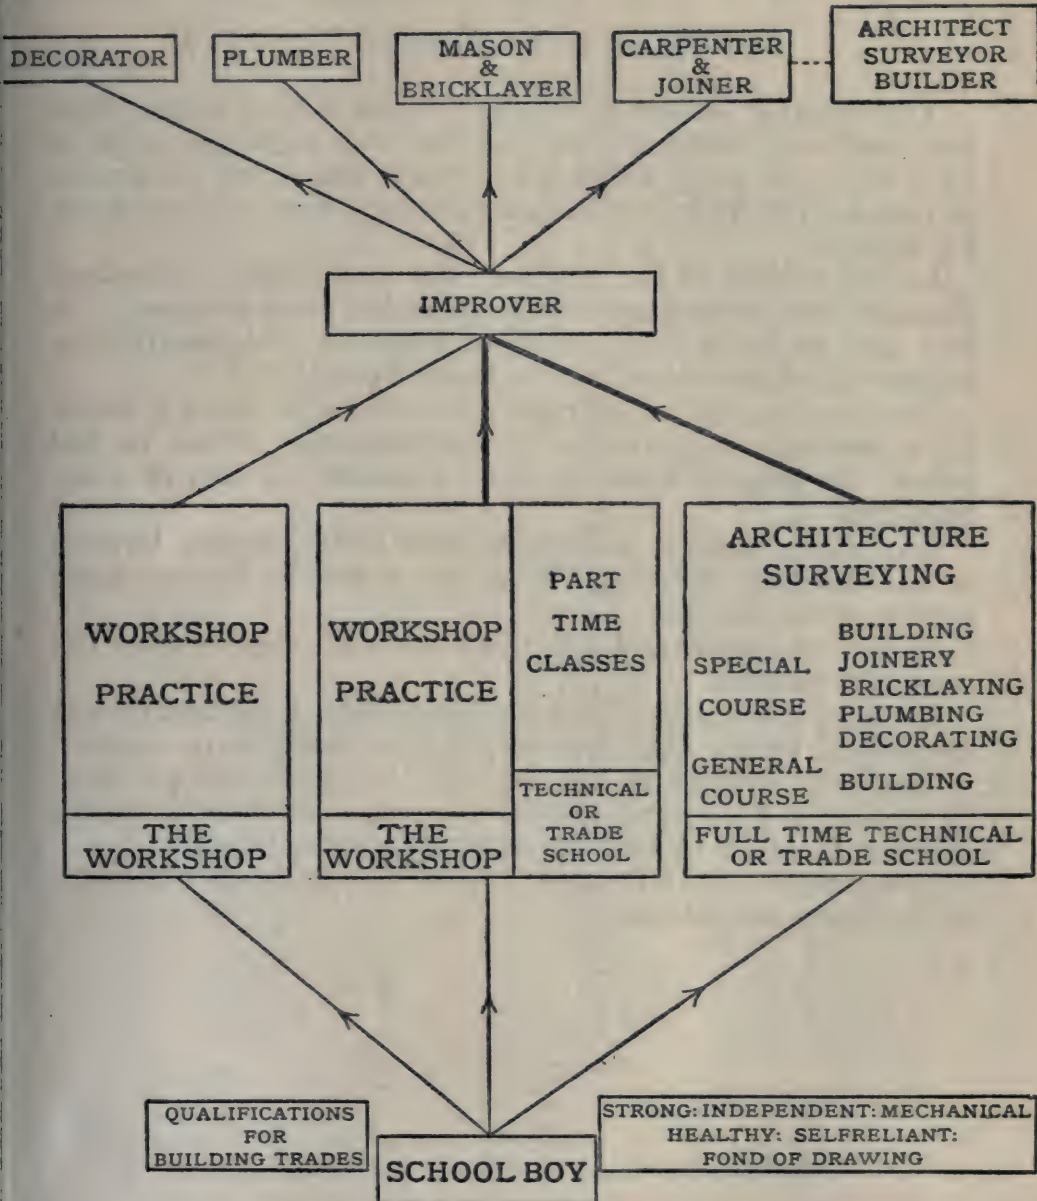 DECORATOR
PLUMBER
MASON
&
BRICKLAYER
CARPENTER
&
JOINER
ARCHITECT
SURVEYOR
BUILDER
IMPROVER
WORKSHOP
PRACTICE
THE
WORKSHOP
WORKSHOP
PRACTICE
THE
WORKSHOP
PART
TIME
CLASSES
TECHNICAL
OR
TRADE
SCHOOL
ARCHITECTURE
SURVEYING
SPECIAL
COURSE
BUILDING
JOINERY
BRICKLAYING
PLUMBING
DECORATING
GENERAL
COURSE
BUILDING
FULL TIME TECHNICAL
OR TRADE SCHOOL
QUALIFICATIONS
FOR
BUILDING TRADES
SCHOOL BOY
STRONG: INDEPENDENT: MECHANICAL
HEALTHY: SELFRELIANT:
FOND OF DRAWING